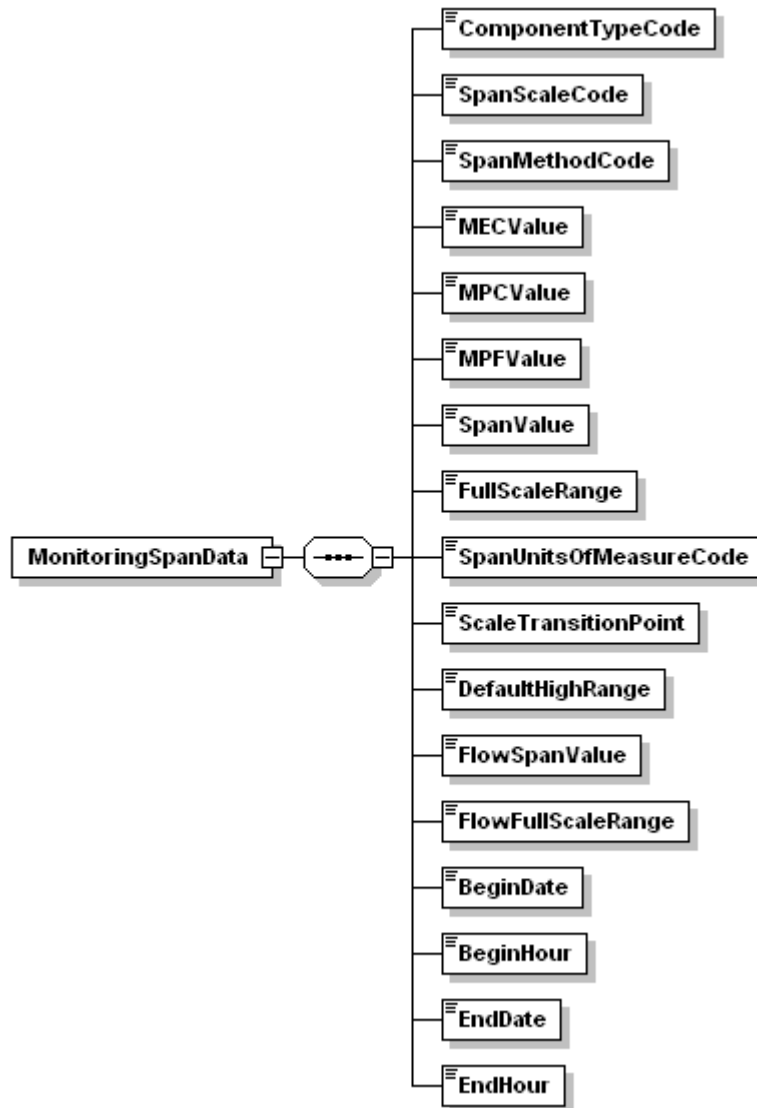 ComponentTypeCode
SpanScaleCode
SpanMethodCode
MECValue
MPCValue
MPFValue
SpanValue
FullScaleRange
MonitoringSpanData
SpanUnitsOfMeasureCode
ScaleTransitionPoint
DefaultHighRange
FlowSpanValue
FlowFullScaleRange
BeginDate
BeginHour
EndDate
EndHour